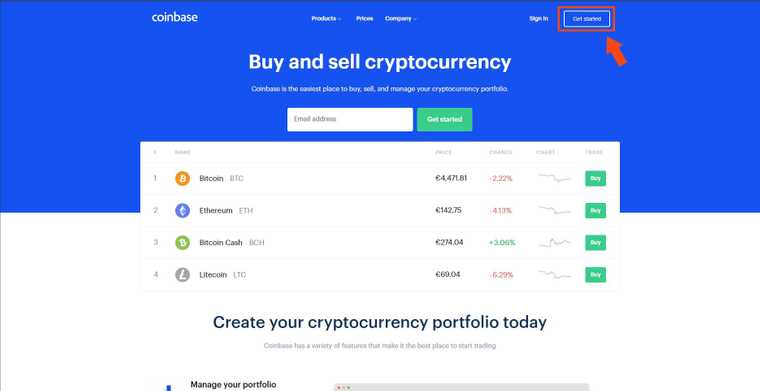 coinbase Products Prices Company Sign in Get started
Buy and sell cryptocurrency
Coinbase is the easiest place to buy, sell, and manage your cryptocurrency portfolio.
Email address Get started
# NAME PRICE CHANGE CHART TRADE
1 Bitcoin BTC €4,471.81 -2.22% Buy
2 Ethereum ETH €142.75 -4.13% Buy
3 Bitcoin Cash BCH €274.04 +3.06% Buy
4 Litecoin LTC €69.04 -6.29% Buy
Create your cryptocurrency portfolio today
Coinbase has a variety of features that make it the best place to start trading
Manage your portfolio